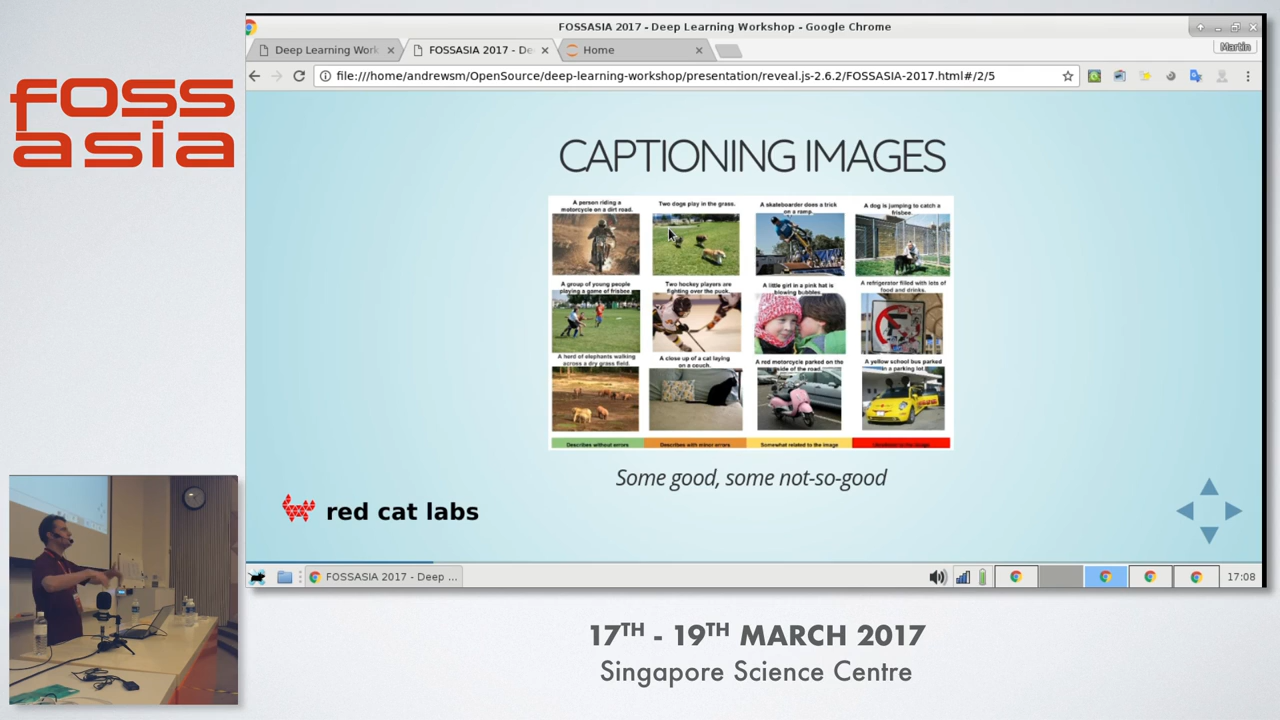 foss
asia
FOSSASIA 2017 - Deep Learning Workshop - Google Chrome
Deep Learning Work
FOSSASIA 2017 - De
Home
Martin
file:///home/andrewsm/OpenSource/deep-learning-workshop/presentation/reveal.js-2.6.2/FOSSASIA-2017.html#/2/5
CAPTIONING IMAGES
A person riding a
motorcycle on a dirt road.
Two dogs play in the grass.
A skateboarder does a trick
on a ramp.
A dog is jumping to catch a
frisbee.
A group of young people
playing a game of frisbee.
Two hockey players are
fighting over the puck.
A little girl in a pink hat is
blowing bubbles.
A refrigerator filled with lots of
food and drinks.
A herd of elephants walking
across a dry grass field.
A close up of a cat laying
on a couch.
A red motorcycle parked on the
side of the road.
A yellow school bus parked
in a parking lot.
Describes without errors
Describes with minor errors
Somewhat related to the image
Unrelated to the image
Some good, some not-so-good
red cat labs
FOSSASIA 2017 - Deep ...
17:08
17TH - 19TH MARCH 2017
Singapore Science Centre